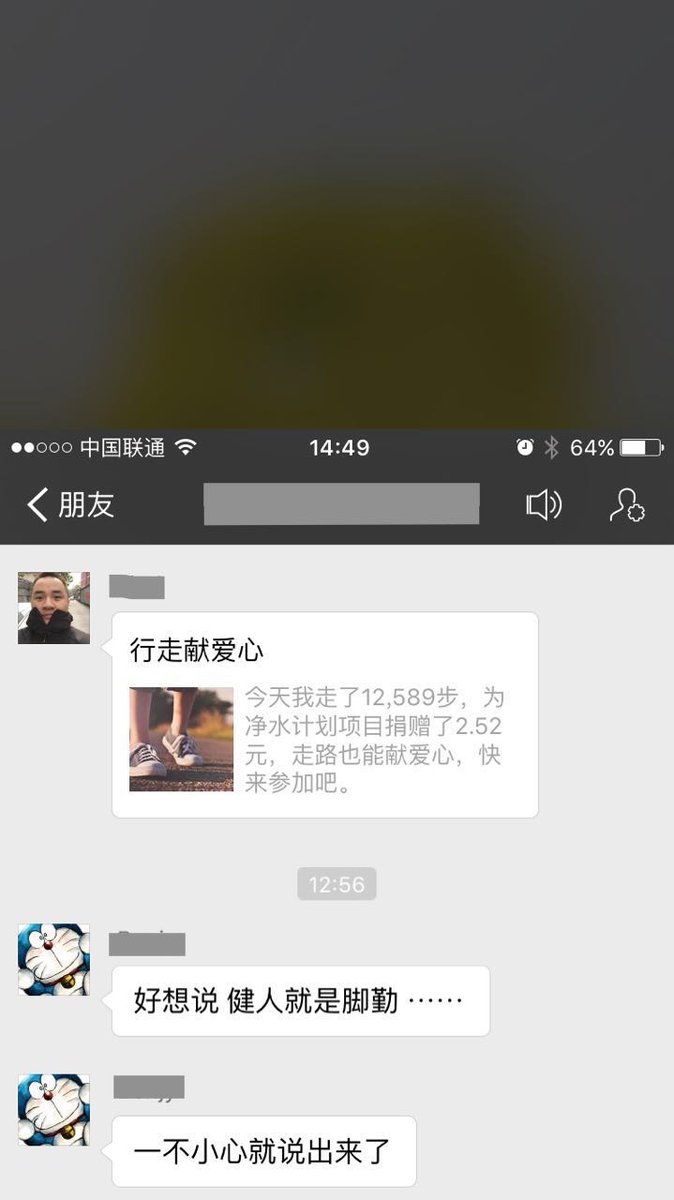 中国联通 14:49 64%
朋友
行走献爱心
今天我走了12,589步，为
净水计划项目捐赠了2.52
元，走路也能献爱心，快
来参加吧。
12:56
好想说 健人就是脚勤 ······
一不小心就说出来了